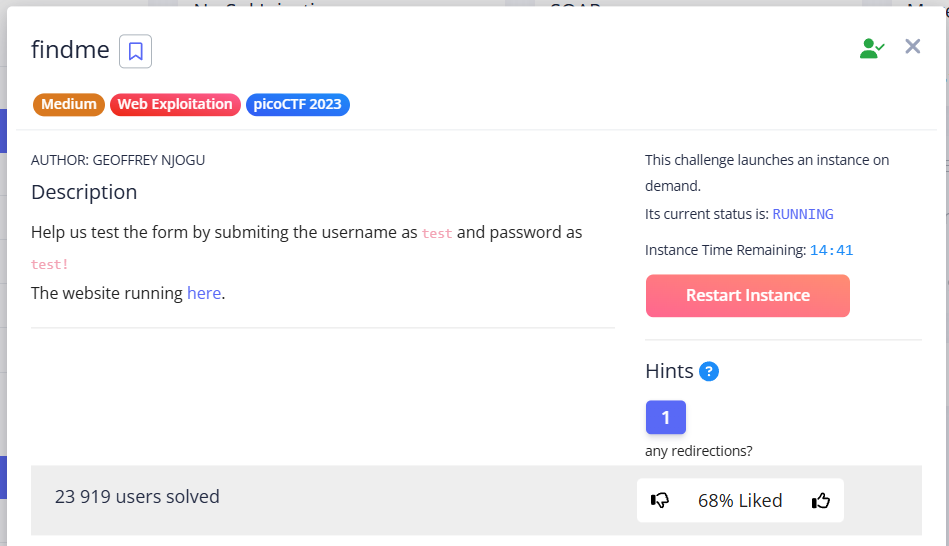 findme
Medium Web Exploitation picoCTF 2023
AUTHOR: GEOFFREY NJOGU
Description
Help us test the form by submiting the username as test and password as
test!
The website running here.
This challenge launches an instance on
demand.
Its current status is: RUNNING
Instance Time Remaining: 14:41
Restart Instance
Hints ?
1
any redirections?
23 919 users solved
68% Liked